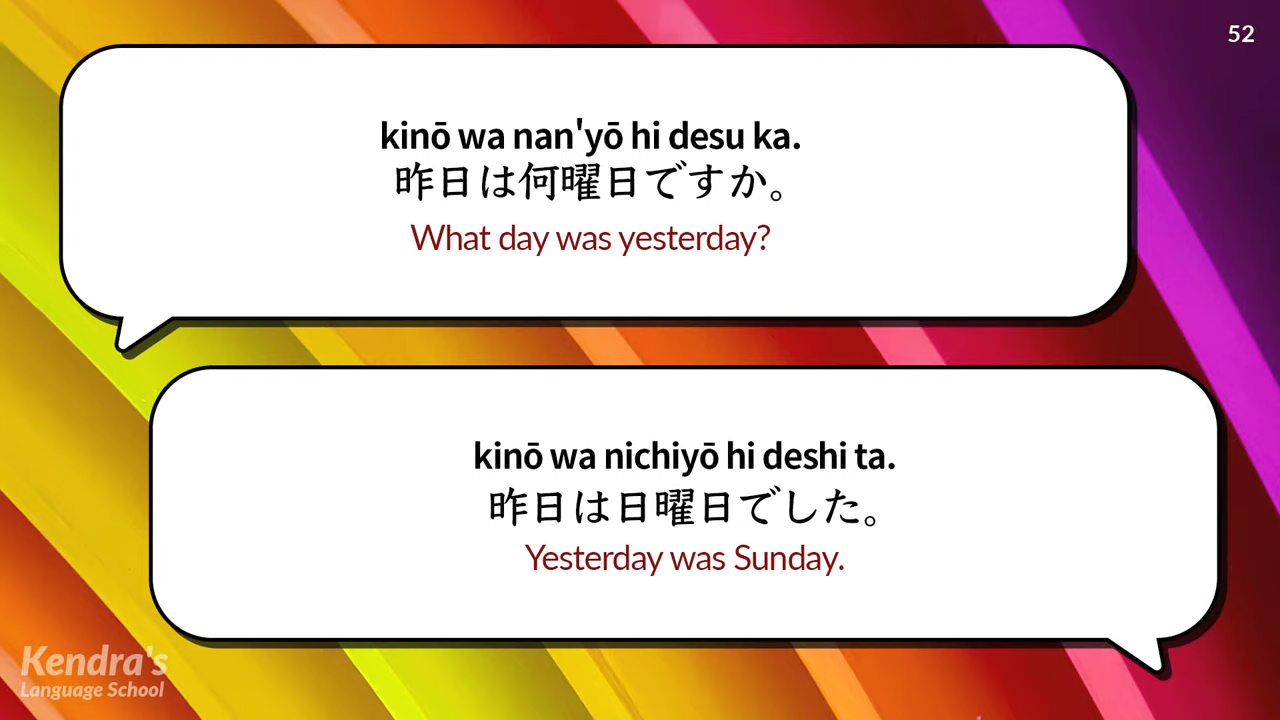 52
kinō wa nan'yō hi desu ka.
昨日は何曜日ですか。
What day was yesterday?
kinō wa nichiyō hi deshi ta.
昨日は日曜日でした。
Yesterday was Sunday.
Kendra's
Language School